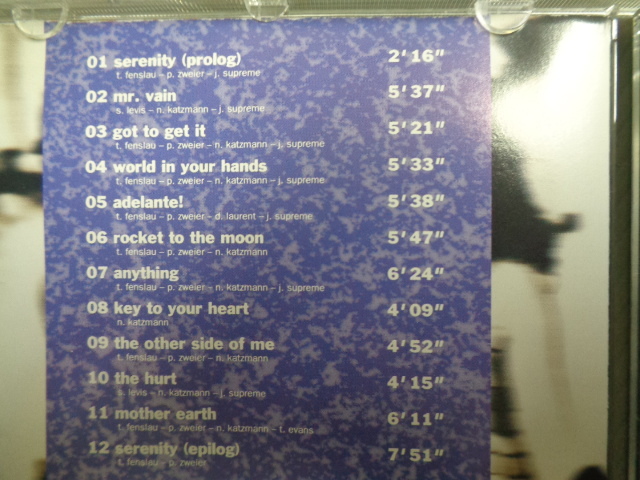 01 serenity (prolog) 2'16"
t. fenslau – p. zweier – j. supreme
02 mr. vain 5'37"
s. levis – n. katzmann – j. supreme
03 got to get it 5'21"
t. fenslau – p. zweier – n. katzmann – j. supreme
04 world in your hands 5'33"
t. fenslau – p. zweier – n. katzmann – j. supreme
05 adelante! 5'38"
t. fenslau – p. zweier – d. laurent – j. supreme
06 rocket to the moon 5'47"
t. fenslau – p. zweier – n. katzmann
07 anything 6'24"
t. fenslau – p. zweier – n. katzmann – j. supreme
08 key to your heart 4'09"
n. katzmann
09 the other side of me 4'52"
t. fenslau – p. zweier – n. katzmann
10 the hurt 4'15"
s. levis – n. katzmann – j. supreme
11 mother earth 6'11"
t. fenslau – p. zweier – n. katzmann – t. evans
12 serenity (epilog) 7'51"
t. fenslau – p. zweier